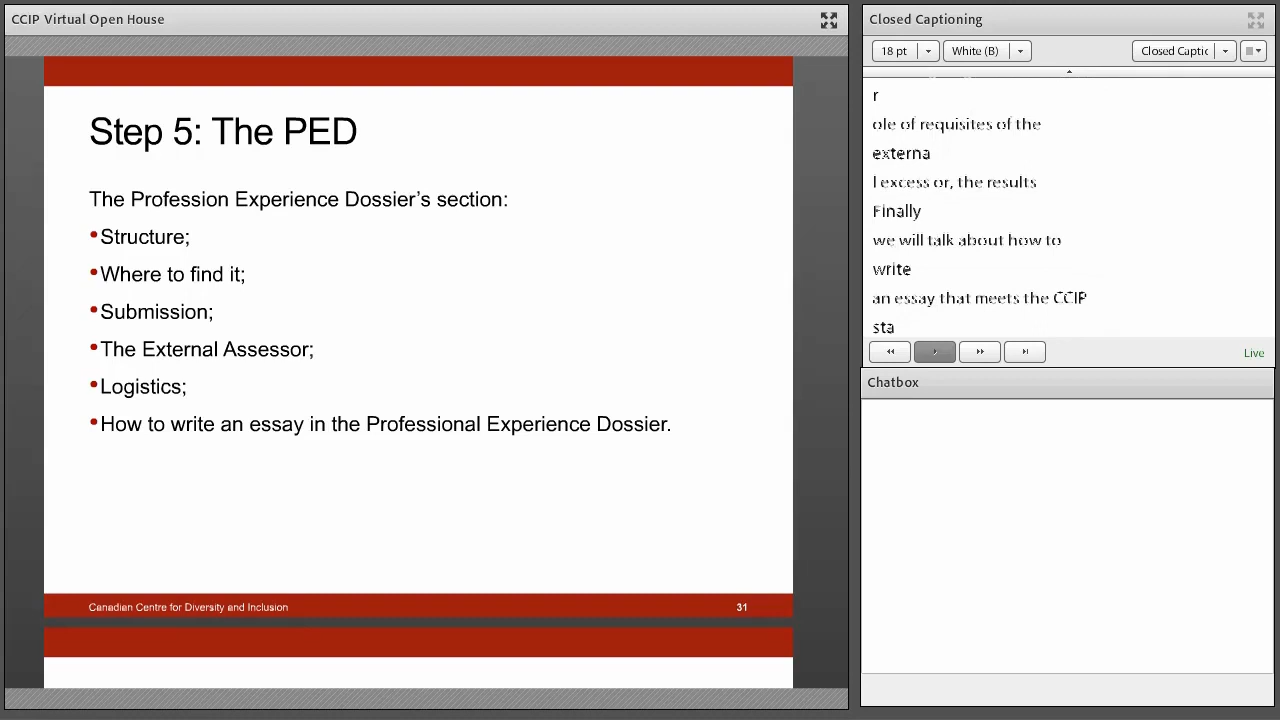 CCIP Virtual Open House
Step 5: The PED
The Profession Experience Dossier’s section:
•Structure;
•Where to find it;
•Submission;
•The External Assessor;
•Logistics;
•How to write an essay in the Professional Experience Dossier.
Canadian Centre for Diversity and Inclusion
31
Closed Captioning
18 pt
White (B)
Closed Captic
r
ole of requisites of the
externa
l excess or, the results
Finally
we will talk about how to
write
an essay that meets the CCIP
sta
Live
Chatbox